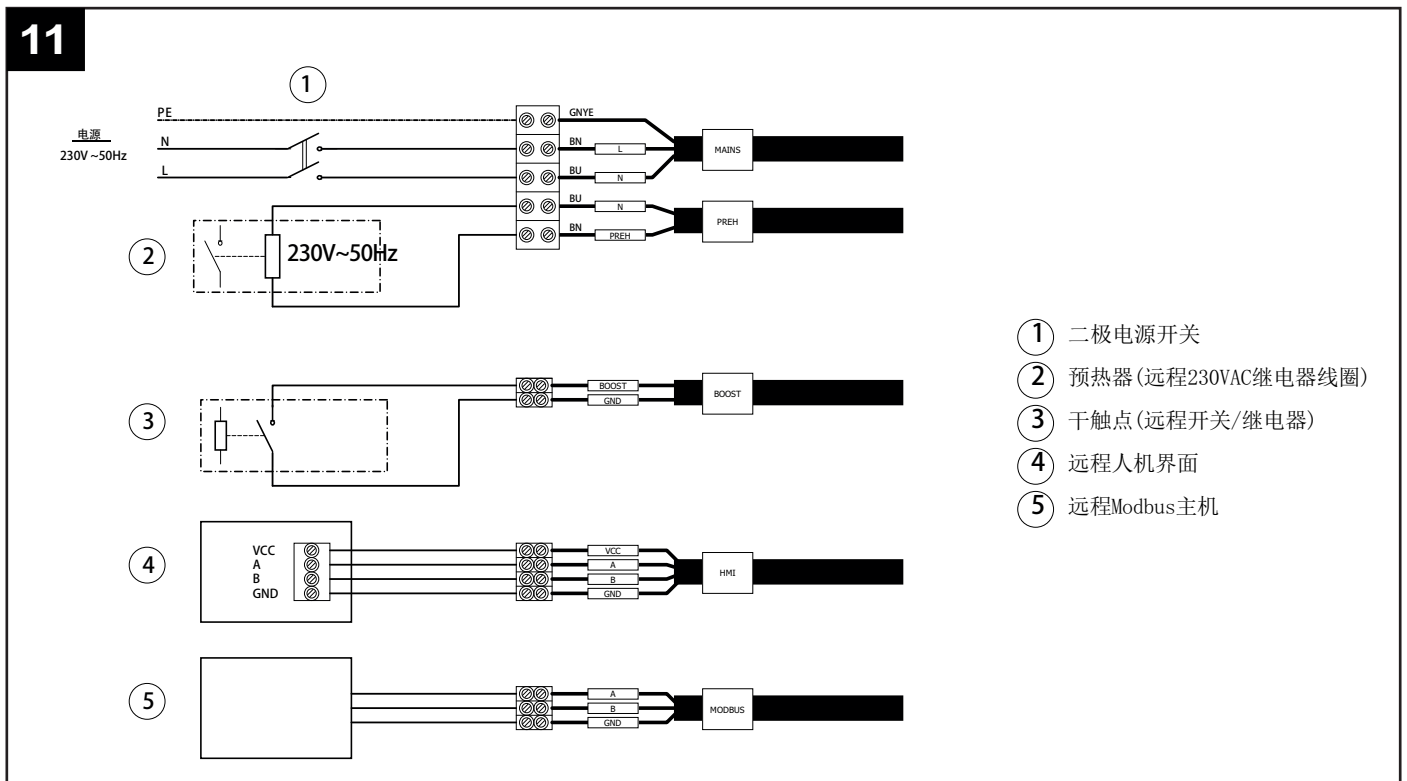 11
1
PE
GNYE
电源
230V ~50Hz
N
BN
L
MAINS
L
BU
N
BU
N
PREH
2
230V~50Hz
BN
PREH
1 二极电源开关
2 预热器(远程230VAC继电器线圈)
3 干触点(远程开关/继电器)
4 远程人机界面
5 远程Modbus主机
3
BOOST
GND
BOOST
4
VCC
A
B
GND
VCC
A
B
GND
HMI
5
A
B
GND
MODBUS